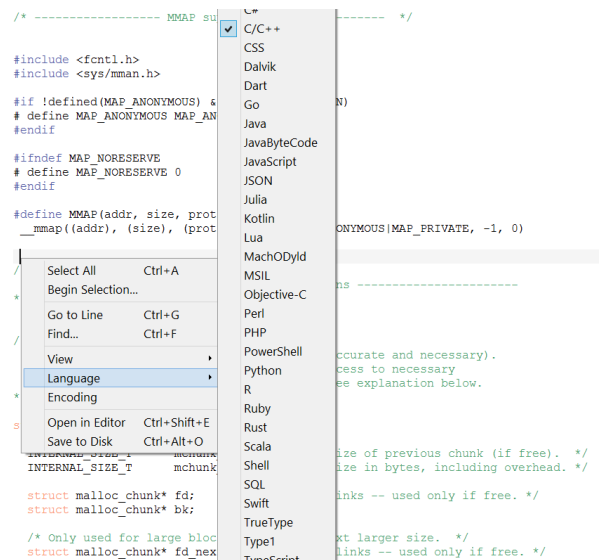 /* ------------------ MMAP su
------- */
#include <fcntl.h>
#include <sys/mman.h>
#if !defined(MAP_ANONYMOUS) &
N)
# define MAP_ANONYMOUS MAP_AN
#endif
#ifndef MAP_NORESERVE
# define MAP_NORESERVE 0
#endif
#define MMAP(addr, size, prot
__mmap((addr), (size), (prot
ONYMOUS|MAP_PRIVATE, -1, 0)
/
ns -----------------------
*
/
ccurate and necessary).
cess to necessary
ee explanation below.
*
s
mchunk
ize of previous chunk (if free). */
INTERNAL_SIZE_T mchunk
ize in bytes, including overhead. */
struct malloc_chunk* fd;
inks -- used only if free. */
struct malloc_chunk* bk;
/* Only used for large bloc
xt larger size. */
struct malloc_chunk* fd_nex
links -- used only if free. */
Select All Ctrl+A
Begin Selection...
Go to Line Ctrl+G
Find... Ctrl+F
View
Language
Encoding
Open in Editor Ctrl+Shift+E
Save to Disk Ctrl+Alt+O
C#
C/C++
CSS
Dalvik
Dart
Go
Java
JavaByteCode
JavaScript
JSON
Julia
Kotlin
Lua
MachODyld
MSIL
Objective-C
Perl
PHP
PowerShell
Python
R
Ruby
Rust
Scala
Shell
SQL
Swift
TrueType
Type1
TypeScript